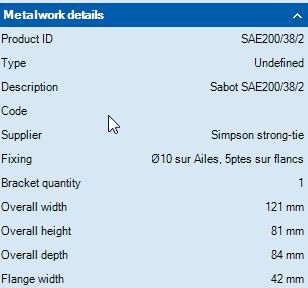 Metalwork details
Product ID SAE200/38/2
Type Undefined
Description Sabot SAE200/38/2
Code
Supplier Simpson strong-tie
Fixing Ø10 sur Ailes, 5ptes sur flancs
Bracket quantity 1
Overall width 121 mm
Overall height 81 mm
Overall depth 84 mm
Flange width 42 mm